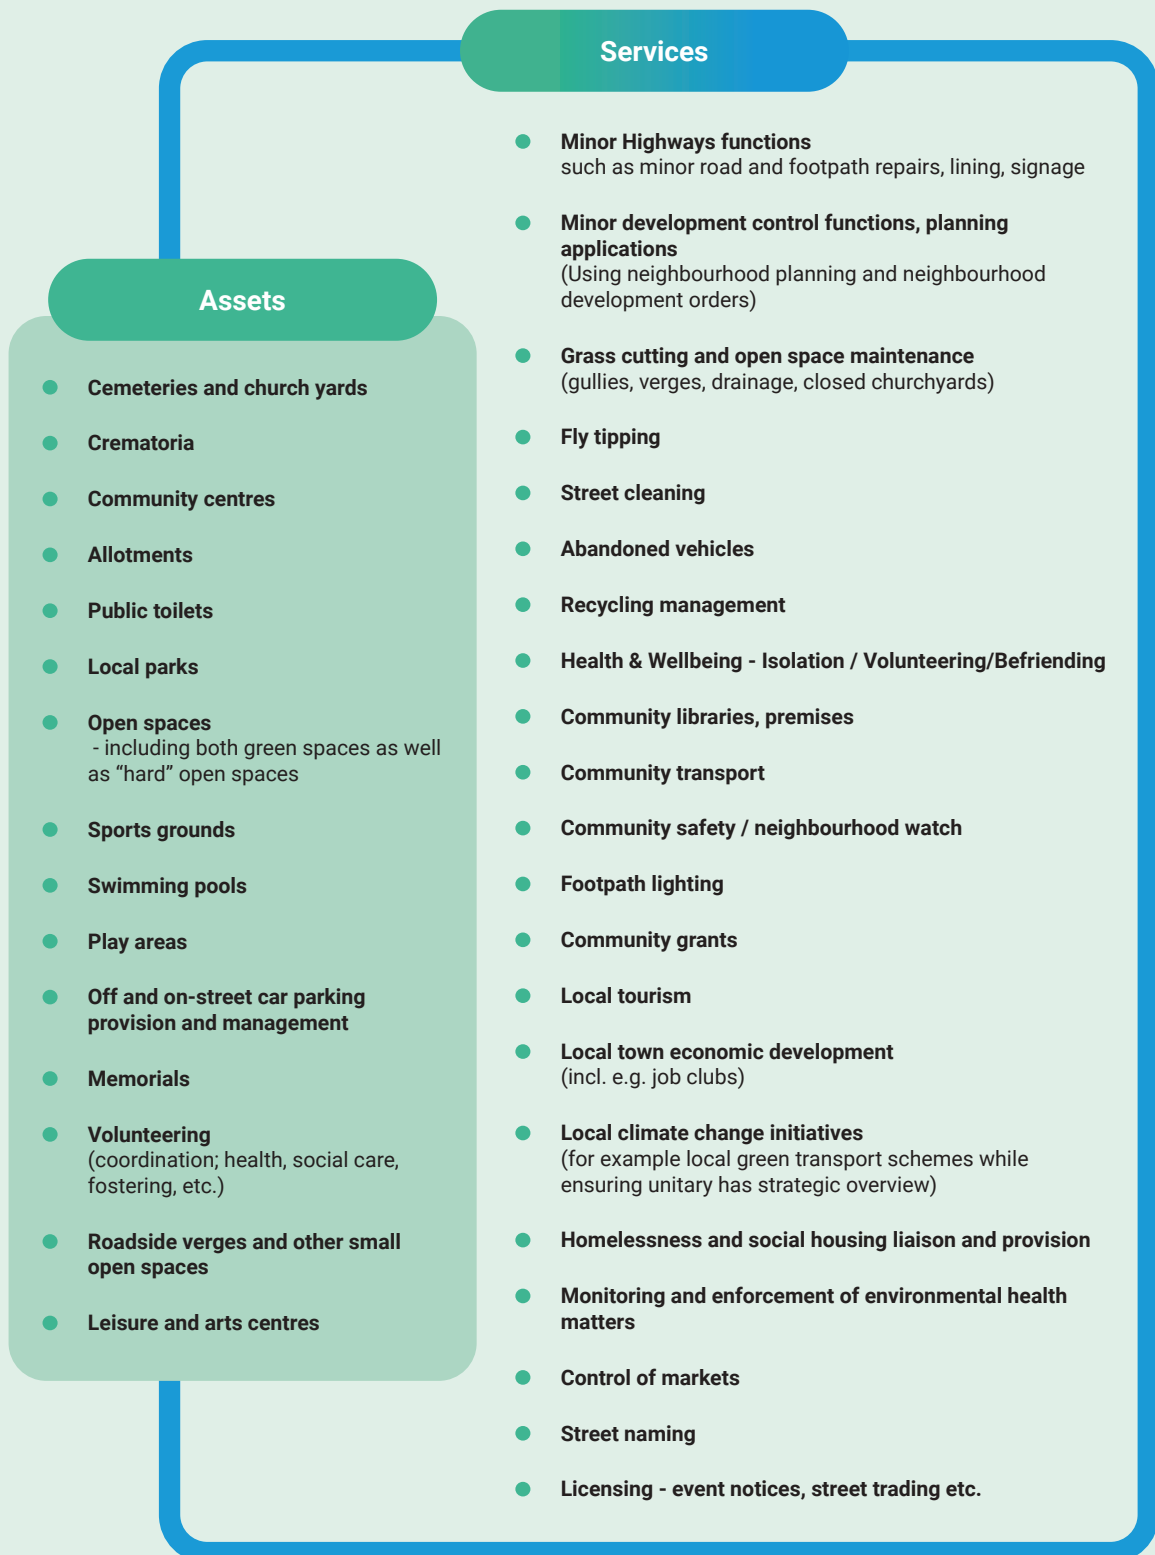 Services
Minor Highways functions
such as minor road and footpath repairs, lining, signage
Minor development control functions, planning
applications
(Using neighbourhood planning and neighbourhood
development orders)
Grass cutting and open space maintenance
(gullies, verges, drainage, closed churchyards)
Fly tipping
Street cleaning
Abandoned vehicles
Recycling management
Health & Wellbeing - Isolation / Volunteering/Befriending
Community libraries, premises
Community transport
Community safety / neighbourhood watch
Footpath lighting
Community grants
Local tourism
Local town economic development
(incl. e.g. job clubs)
Local climate change initiatives
(for example local green transport schemes while
ensuring unitary has strategic overview)
Homelessness and social housing liaison and provision
Monitoring and enforcement of environmental health
matters
Control of markets
Street naming
Licensing - event notices, street trading etc.
Assets
Cemeteries and church yards
Crematoria
Community centres
Allotments
Public toilets
Local parks
Open spaces
- including both green spaces as well
as “hard” open spaces
Sports grounds
Swimming pools
Play areas
Off and on-street car parking
provision and management
Memorials
Volunteering
(coordination; health, social care,
fostering, etc.)
Roadside verges and other small
open spaces
Leisure and arts centres